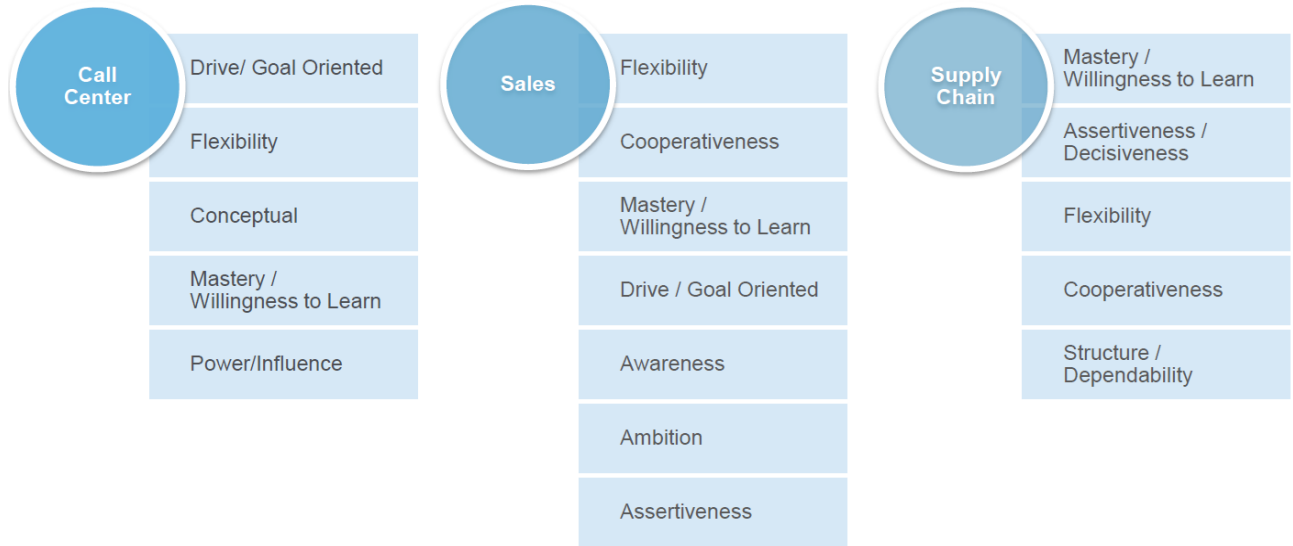 Call
Center
Drive/ Goal Oriented
Flexibility
Conceptual
Mastery /
Willingness to Learn
Power/Influence
Sales
Flexibility
Cooperativeness
Mastery /
Willingness to Learn
Drive / Goal Oriented
Awareness
Ambition
Assertiveness
Supply
Chain
Mastery /
Willingness to Learn
Assertiveness /
Decisiveness
Flexibility
Cooperativeness
Structure /
Dependability